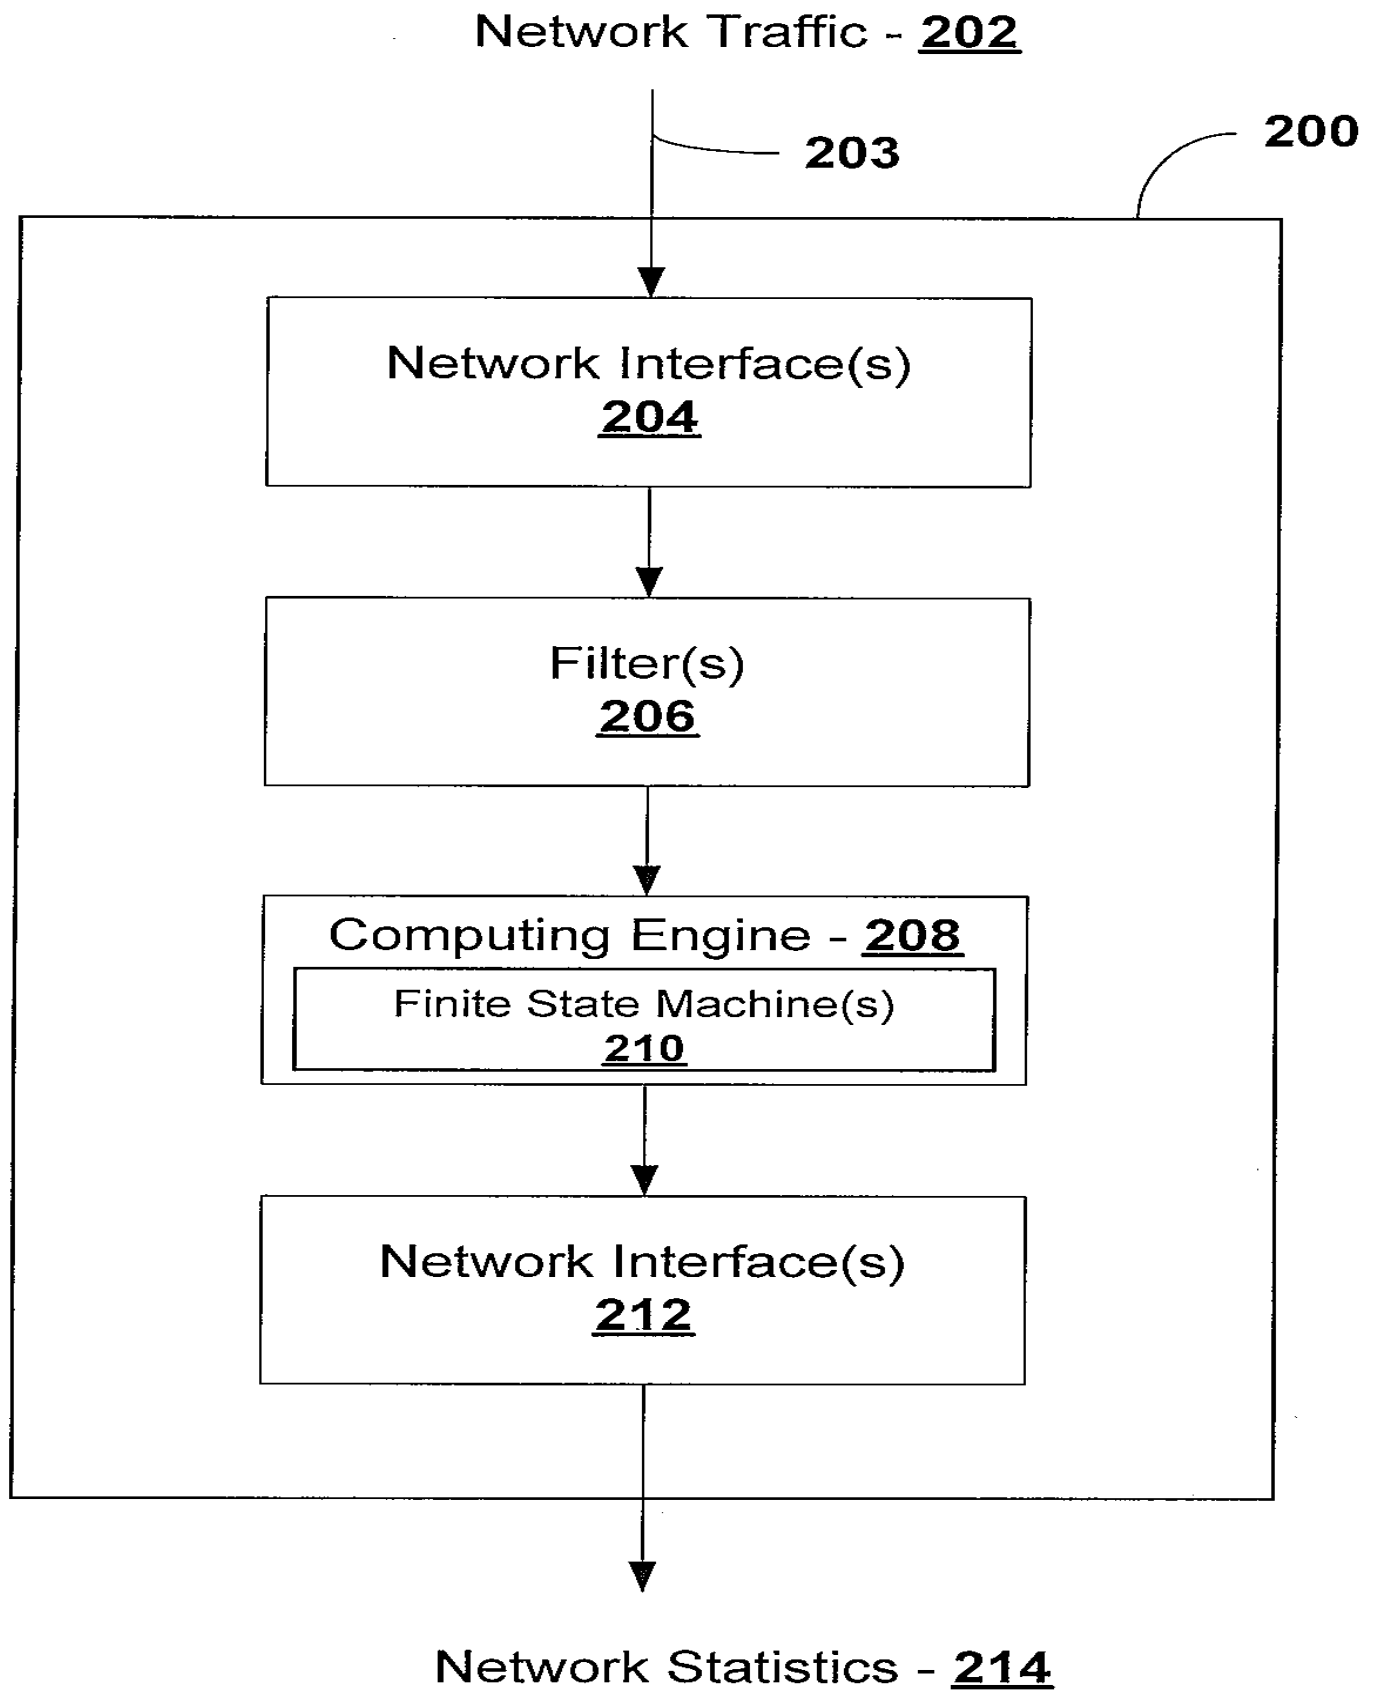 Network Traffic - 202
200
203
Network Interface(s)
204
Filter(s)
206
Computing Engine - 208
Finite State Machine(s)
210
Network Interface(s)
212
Network Statistics - 214